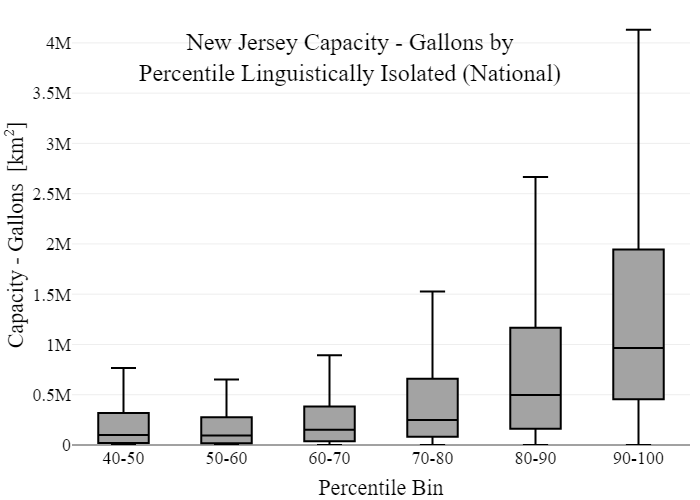 New Jersey Capacity - Gallons by
Percentile Linguistically Isolated (National)
Capacity - Gallons [km²]
4M
3.5M
3M
2.5M
2M
1.5M
1M
0.5M
0
40-50 50-60 60-70 70-80 80-90 90-100
Percentile Bin